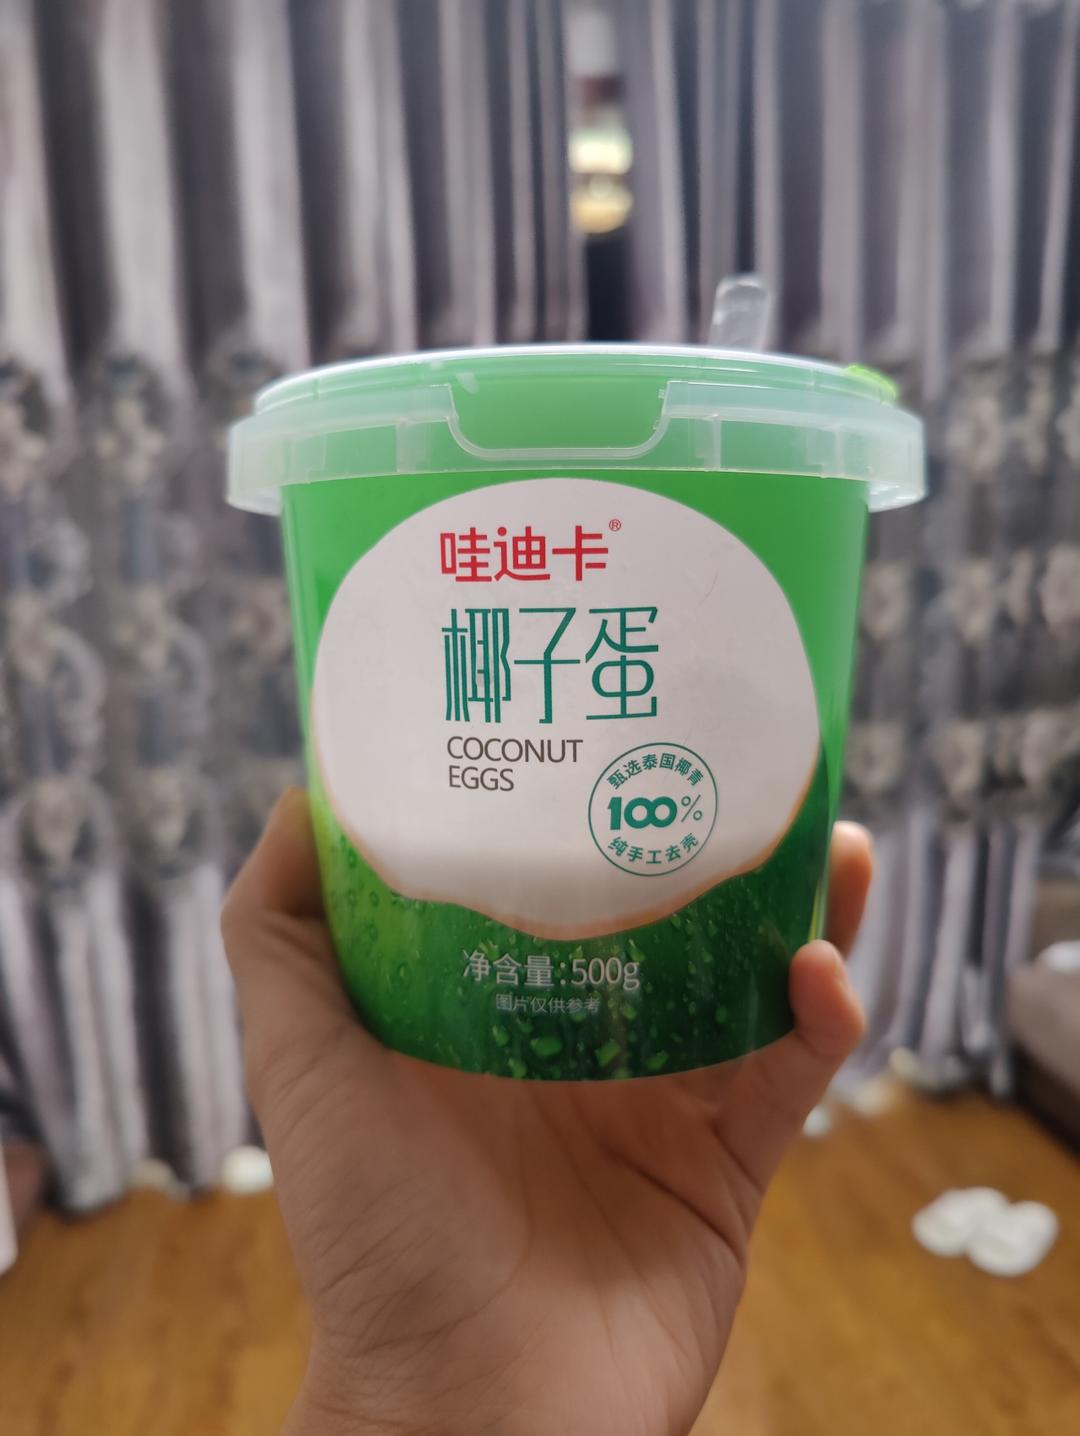 哇迪卡®
椰子蛋
COCONUT
EGGS
甄选泰国椰青
100%
纯手工去壳
净含量:500g
图片仅供参考